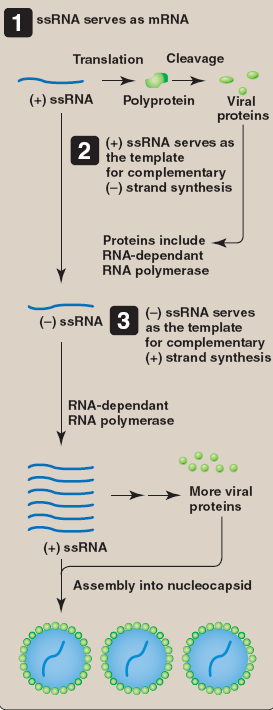 1 ssRNA serves as mRNA
Translation
Cleavage
(+) ssRNA
Polyprotein
Viral
proteins
2 (+) ssRNA serves as
the template
for complementary
(–) strand synthesis
Proteins include
RNA-dependant
RNA polymerase
(–) ssRNA
3 (–) ssRNA serves
as the template
for complementary
(+) strand synthesis
RNA-dependant
RNA polymerase
More viral
proteins
(+) ssRNA
Assembly into nucleocapsid